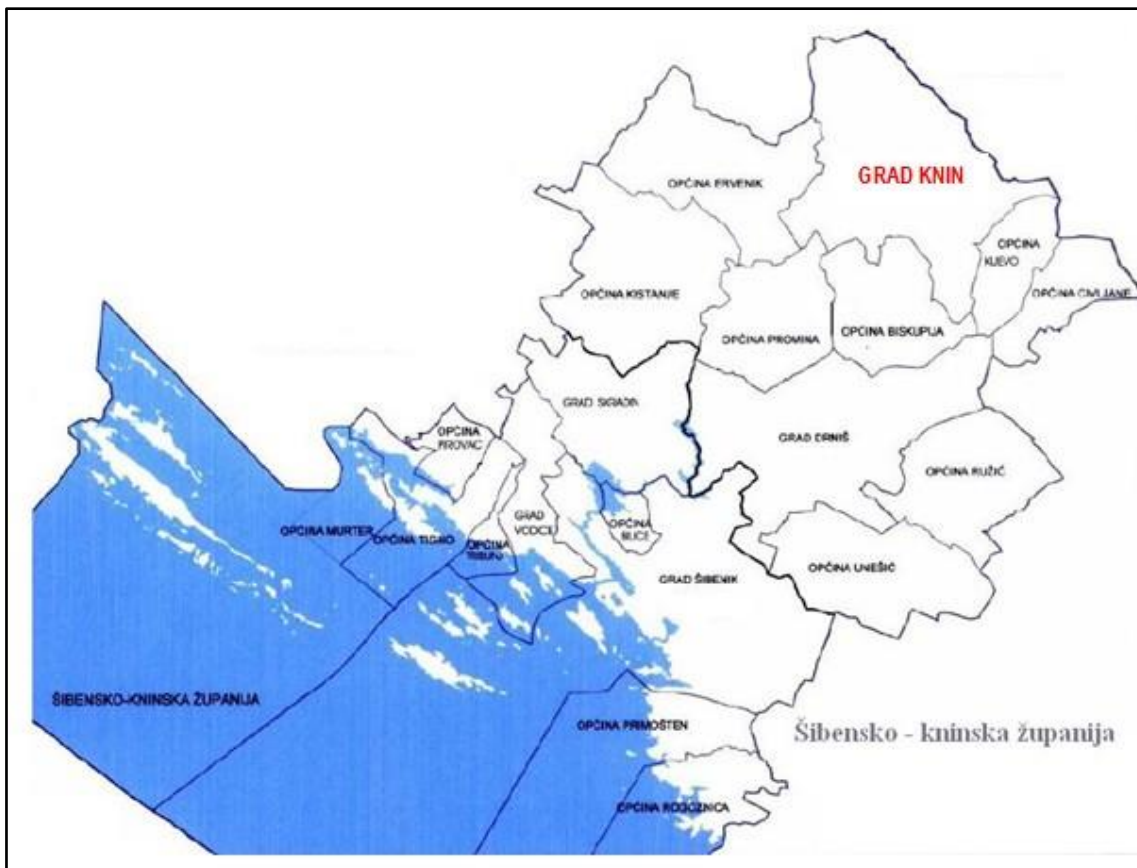 GRAD KNIN
OPĆINA ERVENIK
OPĆINA
KIJEVO
OPĆINA CIVLJANE
OPĆINA KISTANJE
OPĆINA BISKUPIJA
OPĆINA PROMINA
GRAD SKRADIN
OPĆINA
PIROVAC
GRAD DRNIŠ
OPĆINA RUŽIĆ
GRAD
VODICE
OPĆINA
BILICE
OPĆINA MURTER
OPĆINA TISNO
OPĆINA
TRIBUNJ
OPĆINA UNEŠIĆ
GRAD ŠIBENIK
ŠIBENSKO-KNINSKA ŽUPANIJA
OPĆINA PRIMOŠTEN
Šibensko - kninska županija
OPĆINA ROGOZNICA